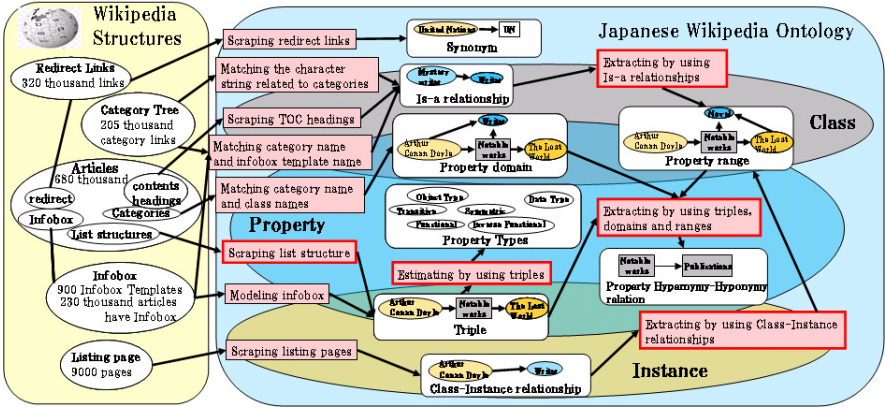 Wikipedia
Structures
Redirect Links
320 thousand links
Category Tree
205 thousand
category links
Articles
680 thousand
redirect
contents
headings
Infobox
Categories
List structures
Infobox
900 Infobox Templates
230 thousand articles
have Infobox
Listing page
9000 pages
Scraping redirect links
Matching the character
string related to categories
Scraping TOC headings
Matching category name
and infobox template name
Matching category name
and class names
Scraping list structure
Modeling infobox
Scraping listing pages
Japanese Wikipedia Ontology
United Nations
UN
Synonym
Mystery
writer
Writer
Is-a relationship
Extracting by using
Is-a relationships
Class
Writer
Arthur
Conan Doyle
Notable
works
The Lost
World
Property domain
Novel
Arthur
Conan Doyle
Notable
works
The Lost
World
Property range
Property
Object Type
Data Type
Transitive
Symmetric
Functional
Inverse Functional
Property Types
Extracting by using triples,
domains and ranges
Estimating by using triples
Notable
works
Publications
Property Hypernymy-Hyponymy
relation
Arthur
Conan Doyle
Notable
works
The Lost
World
Triple
Extracting by using Class-Instance
relationships
Arthur
Conan Doyle
Writer
Class-Instance relationship
Instance